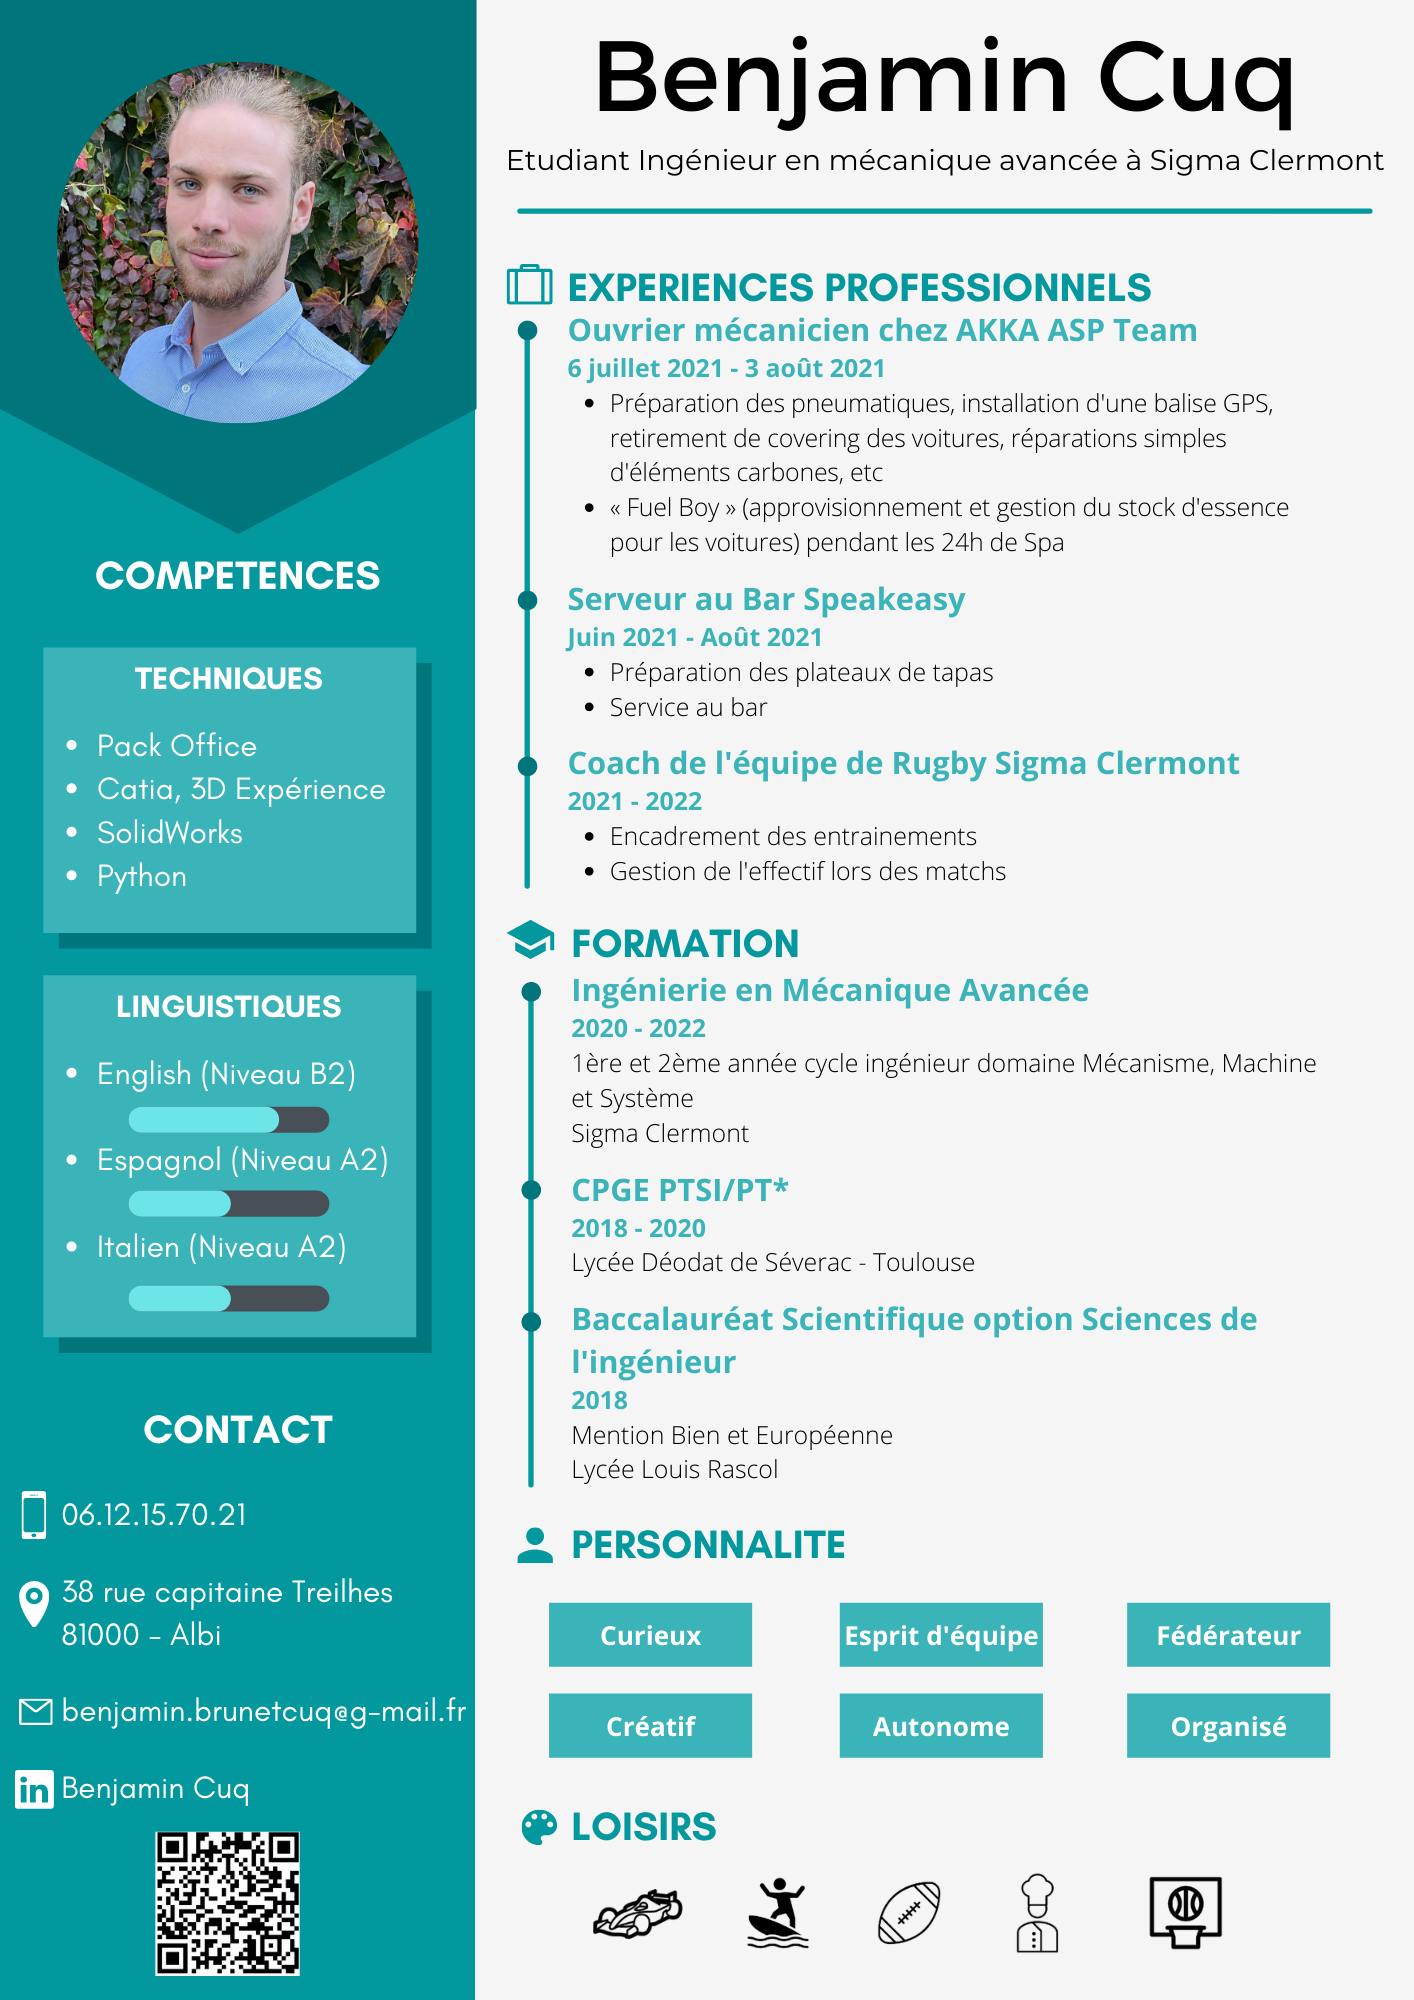 Benjamin Cuq
Etudiant Ingénieur en mécanique avancée à Sigma Clermont
COMPETENCES
TECHNIQUES
• Pack Office
• Catia, 3D Expérience
• SolidWorks
• Python
LINGUISTIQUES
• English (Niveau B2)
• Espagnol (Niveau A2)
• Italien (Niveau A2)
CONTACT
06.12.15.70.21
38 rue capitaine Treilhes
81000 - Albi
benjamin.brunetcuq@g-mail.fr
in Benjamin Cuq
EXPERIENCES PROFESSIONNELS
Ouvrier mécanicien chez AKKA ASP Team
6 juillet 2021 - 3 août 2021
• Préparation des pneumatiques, installation d'une balise GPS,
retirement de covering des voitures, réparations simples
d'éléments carbones, etc
• « Fuel Boy » (approvisionnement et gestion du stock d'essence
pour les voitures) pendant les 24h de Spa
Serveur au Bar Speakeasy
Juin 2021 - Août 2021
• Préparation des plateaux de tapas
• Service au bar
Coach de l'équipe de Rugby Sigma Clermont
2021 - 2022
• Encadrement des entrainements
• Gestion de l'effectif lors des matchs
FORMATION
Ingénierie en Mécanique Avancée
2020 - 2022
1ère et 2ème année cycle ingénieur domaine Mécanisme, Machine
et Système
Sigma Clermont
CPGE PTSI/PT*
2018 - 2020
Lycée Déodat de Séverac - Toulouse
Baccalauréat Scientifique option Sciences de
l'ingénieur
2018
Mention Bien et Européenne
Lycée Louis Rascol
PERSONNALITE
Curieux
Esprit d'équipe
Fédérateur
Créatif
Autonome
Organisé
LOISIRS